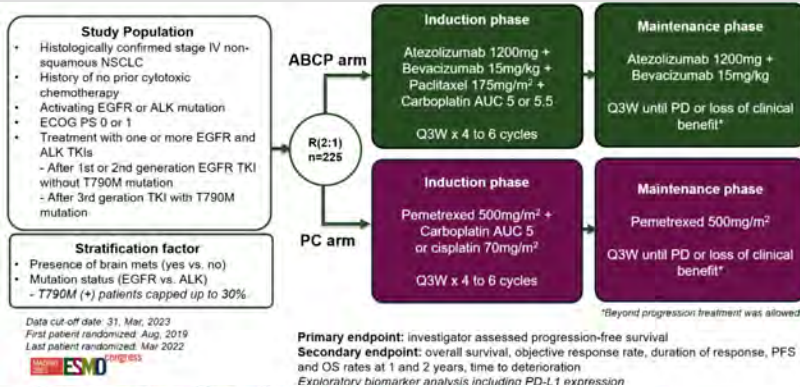 Study Population
• Histologically confirmed stage IV non-
squamous NSCLC
• History of no prior cytotoxic
chemotherapy
• Activating EGFR or ALK mutation
• ECOG PS 0 or 1
• Treatment with one or more EGFR and
ALK TKIs
- After 1st or 2nd generation EGFR TKI
without T790M mutation
- After 3rd geration TKI with T790M
mutation
Stratification factor
• Presence of brain mets (yes vs. no)
• Mutation status (EGFR vs. ALK)
- T790M (+) patients capped up to 30%
Data cut-off date: 31, Mar, 2023
First patient randomized: Aug, 2019
Last patient randomized: Mar 2022
MADRID
2023
ESMO congress
R(2:1)
n=225
ABCP arm
Induction phase
Atezolizumab 1200mg +
Bevacizumab 15mg/kg +
Paclitaxel 175mg/m² +
Carboplatin AUC 5 or 5.5
Q3W x 4 to 6 cycles
Maintenance phase
Atezolizumab 1200mg +
Bevacizumab 15mg/kg
Q3W until PD or loss of clinical
benefit*
PC arm
Induction phase
Pemetrexed 500mg/m² +
Carboplatin AUC 5
or cisplatin 70mg/m²
Q3W x 4 to 6 cycles
Maintenance phase
Pemetrexed 500mg/m²
Q3W until PD or loss of clinical
benefit*
*Beyond progression treatment was allowed
Primary endpoint: investigator assessed progression-free survival
Secondary endpoint: overall survival, objective response rate, duration of response, PFS
and OS rates at 1 and 2 years, time to deterioration
Exploratory biomarker analysis including PD-L1 expression